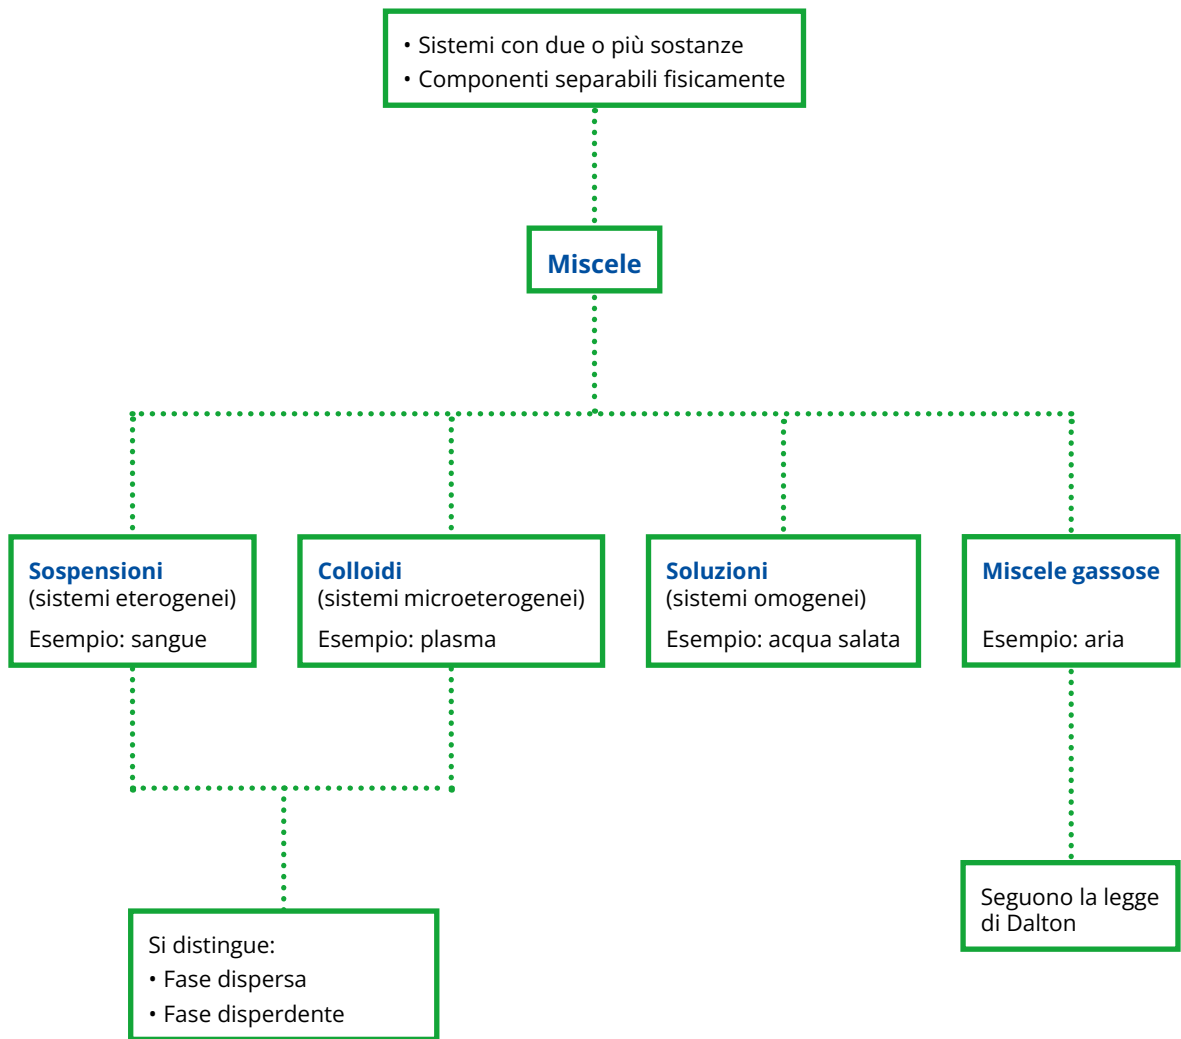 • Sistemi con due o più sostanze
• Componenti separabili fisicamente
Miscele
Sospensioni
(sistemi eterogenei)
Esempio: sangue
Colloidi
(sistemi microeterogenei)
Esempio: plasma
Soluzioni
(sistemi omogenei)
Esempio: acqua salata
Miscele gassose
Esempio: aria
Si distingue:
• Fase dispersa
• Fase disperdente
Seguono la legge
di Dalton